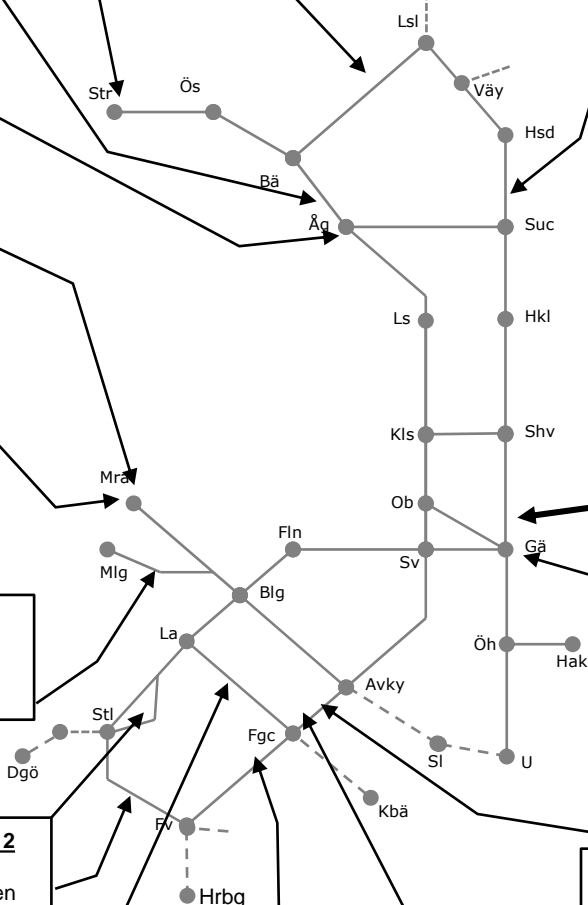 Lsl
Väy
Str
Ös
Hsd
Bä
Åg
Suc
Ls
Hkl
Kls
Shv
Mra
Ob
Fln
Gä
Sv
Mlg
Blg
La
Öh
Hak
Avky
Stl
Fgc
Sl
U
Dgö
Kbä
Fv
2
en
Hrbg